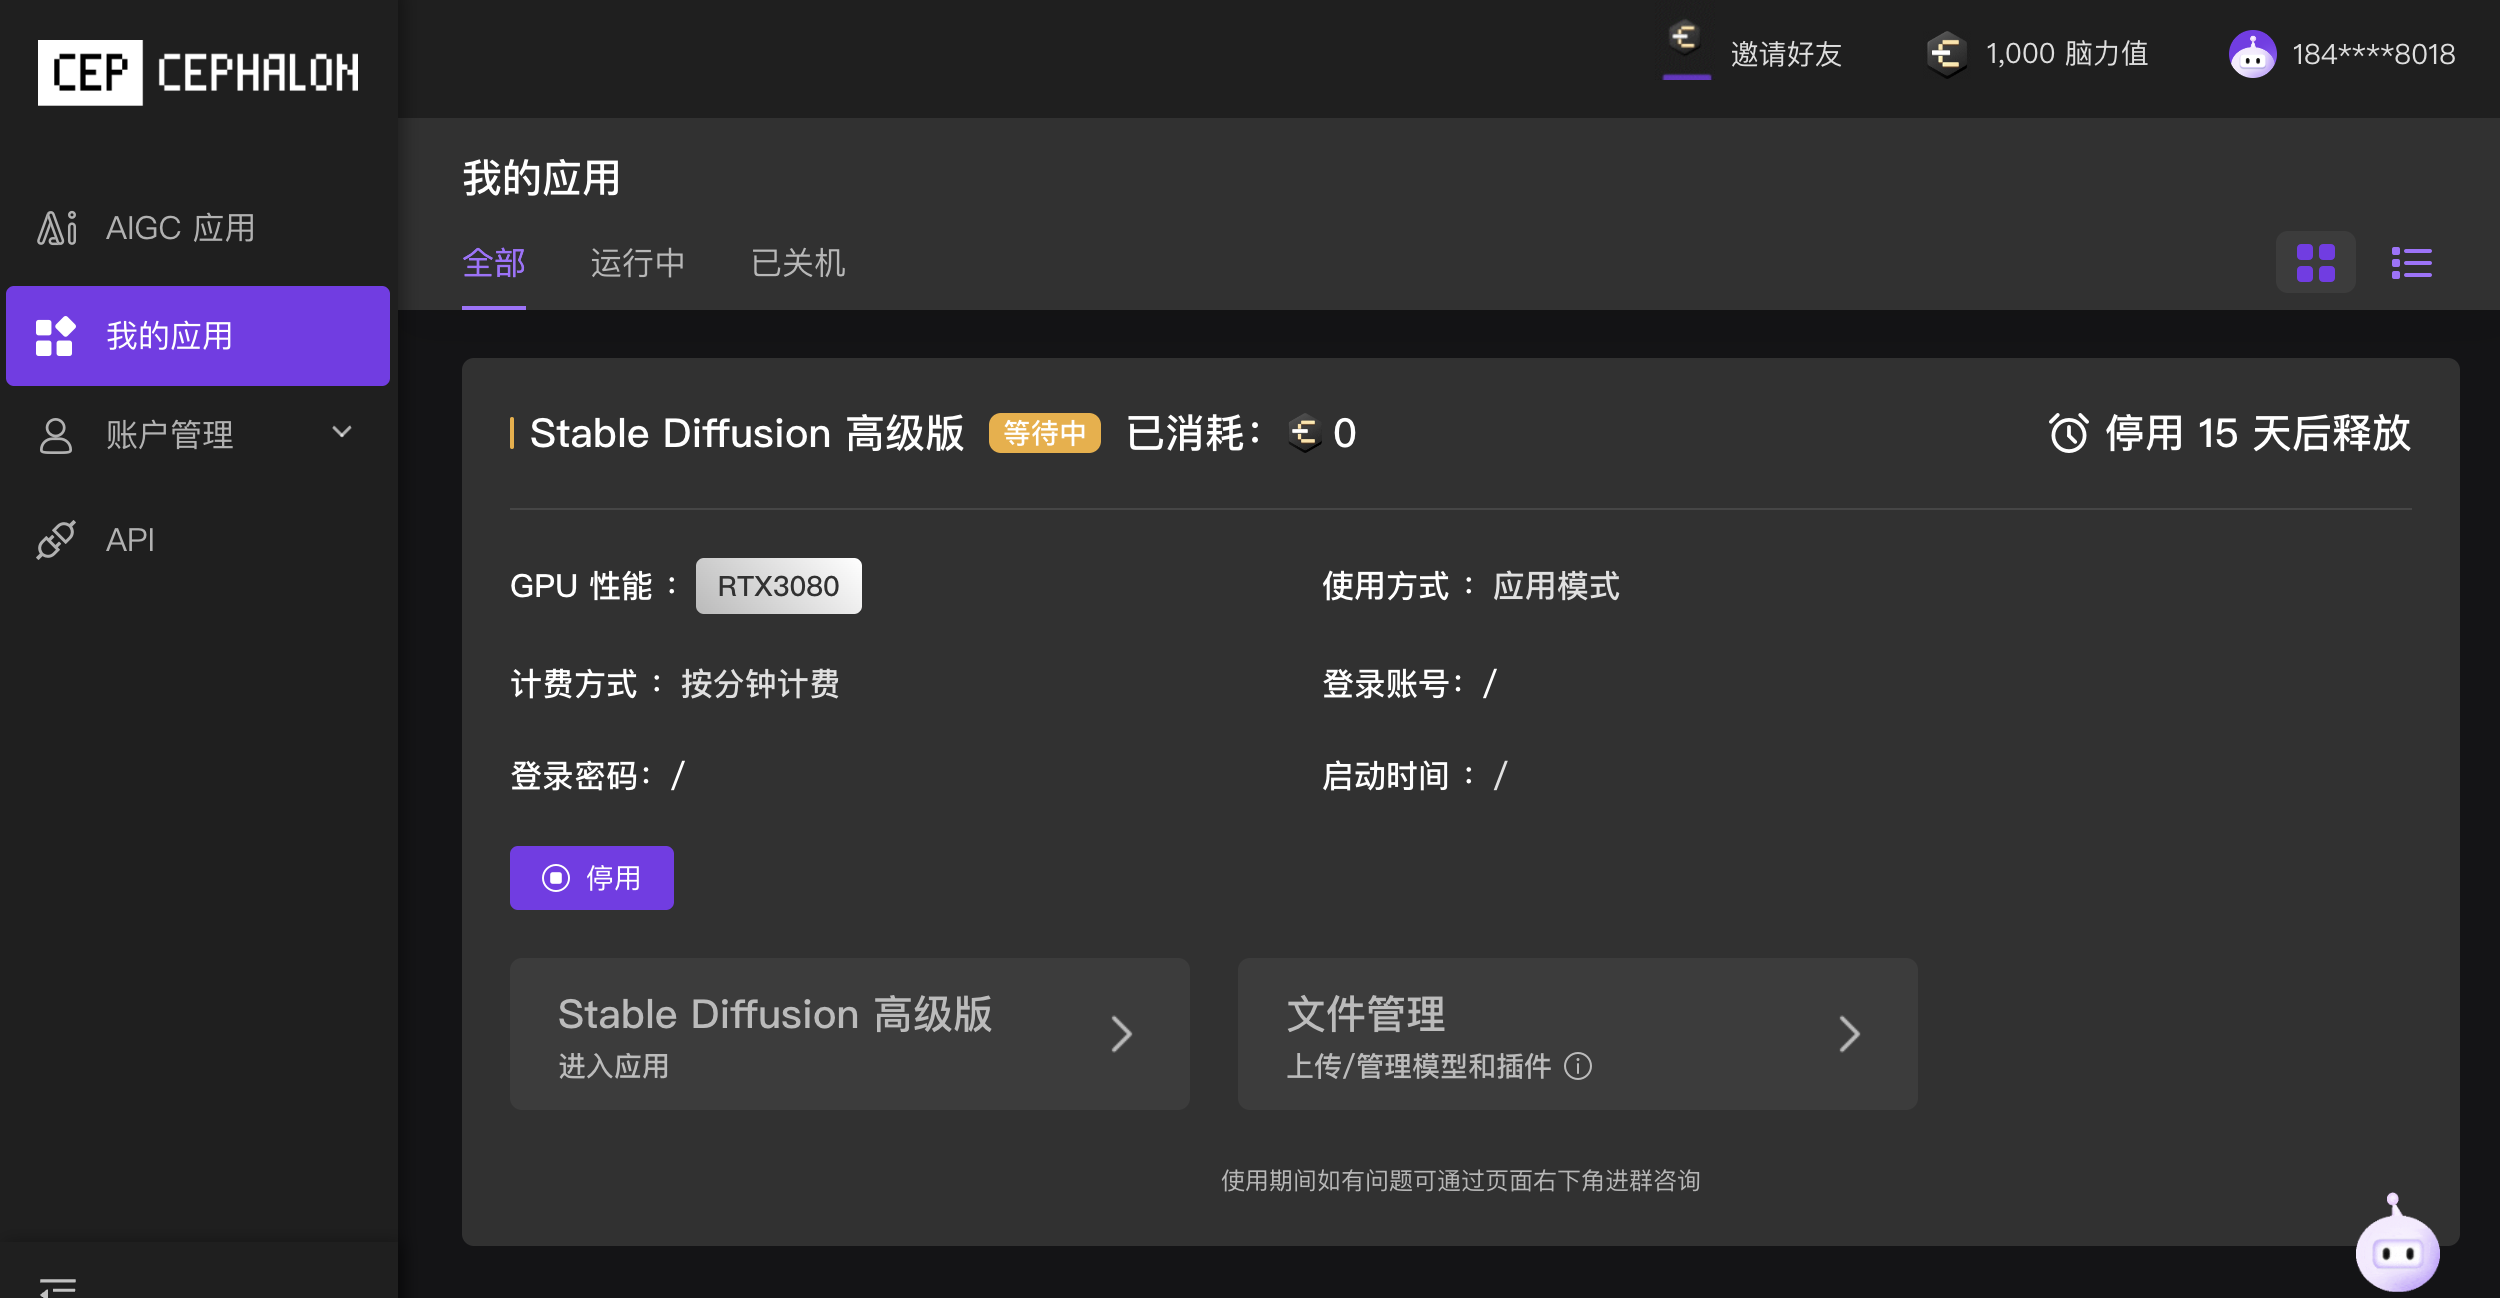 CEP CEPHALON
邀请好友
1,000 脑力值
184****8018
AIGC 应用
我的应用
账户管理
API
我的应用
全部
运行中
已关机
Stable Diffusion 高级版
等待中
已消耗： 0
停用 15 天后释放
GPU 性能 ： RTX3080
使用方式 ： 应用模式
计费方式 ： 按分钟计费
登录账号： /
登录密码： /
启动时间 ： /
停用
Stable Diffusion 高级版
进入应用
文件管理
上传/管理模型和插件
使用期间如有问题可通过页面右下角进群咨询